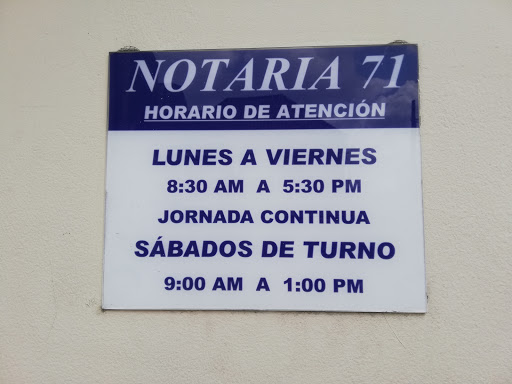 NOTARIA 71
HORARIO DE ATENCIÓN
LUNES A VIERNES
8:30 AM A 5:30 PM
JORNADA CONTINUA
SÁBADOS DE TURNO
9:00 AM A 1:00 PM